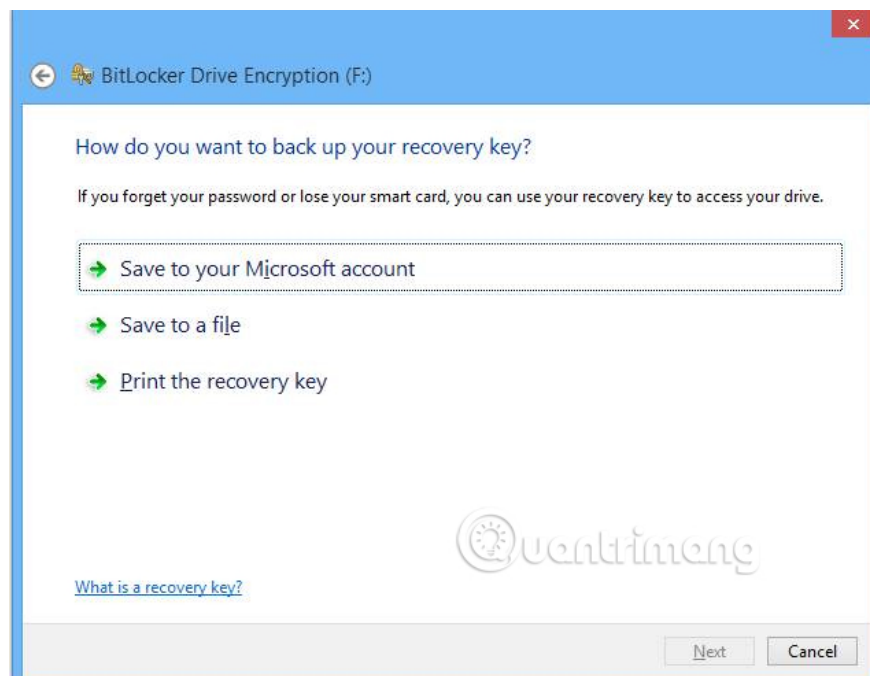 BitLocker Drive Encryption (F:)
How do you want to back up your recovery key?
If you forget your password or lose your smart card, you can use your recovery key to access your drive.
Save to your Microsoft account
Save to a file
Print the recovery key
Quantrimang
What is a recovery key?
Next Cancel